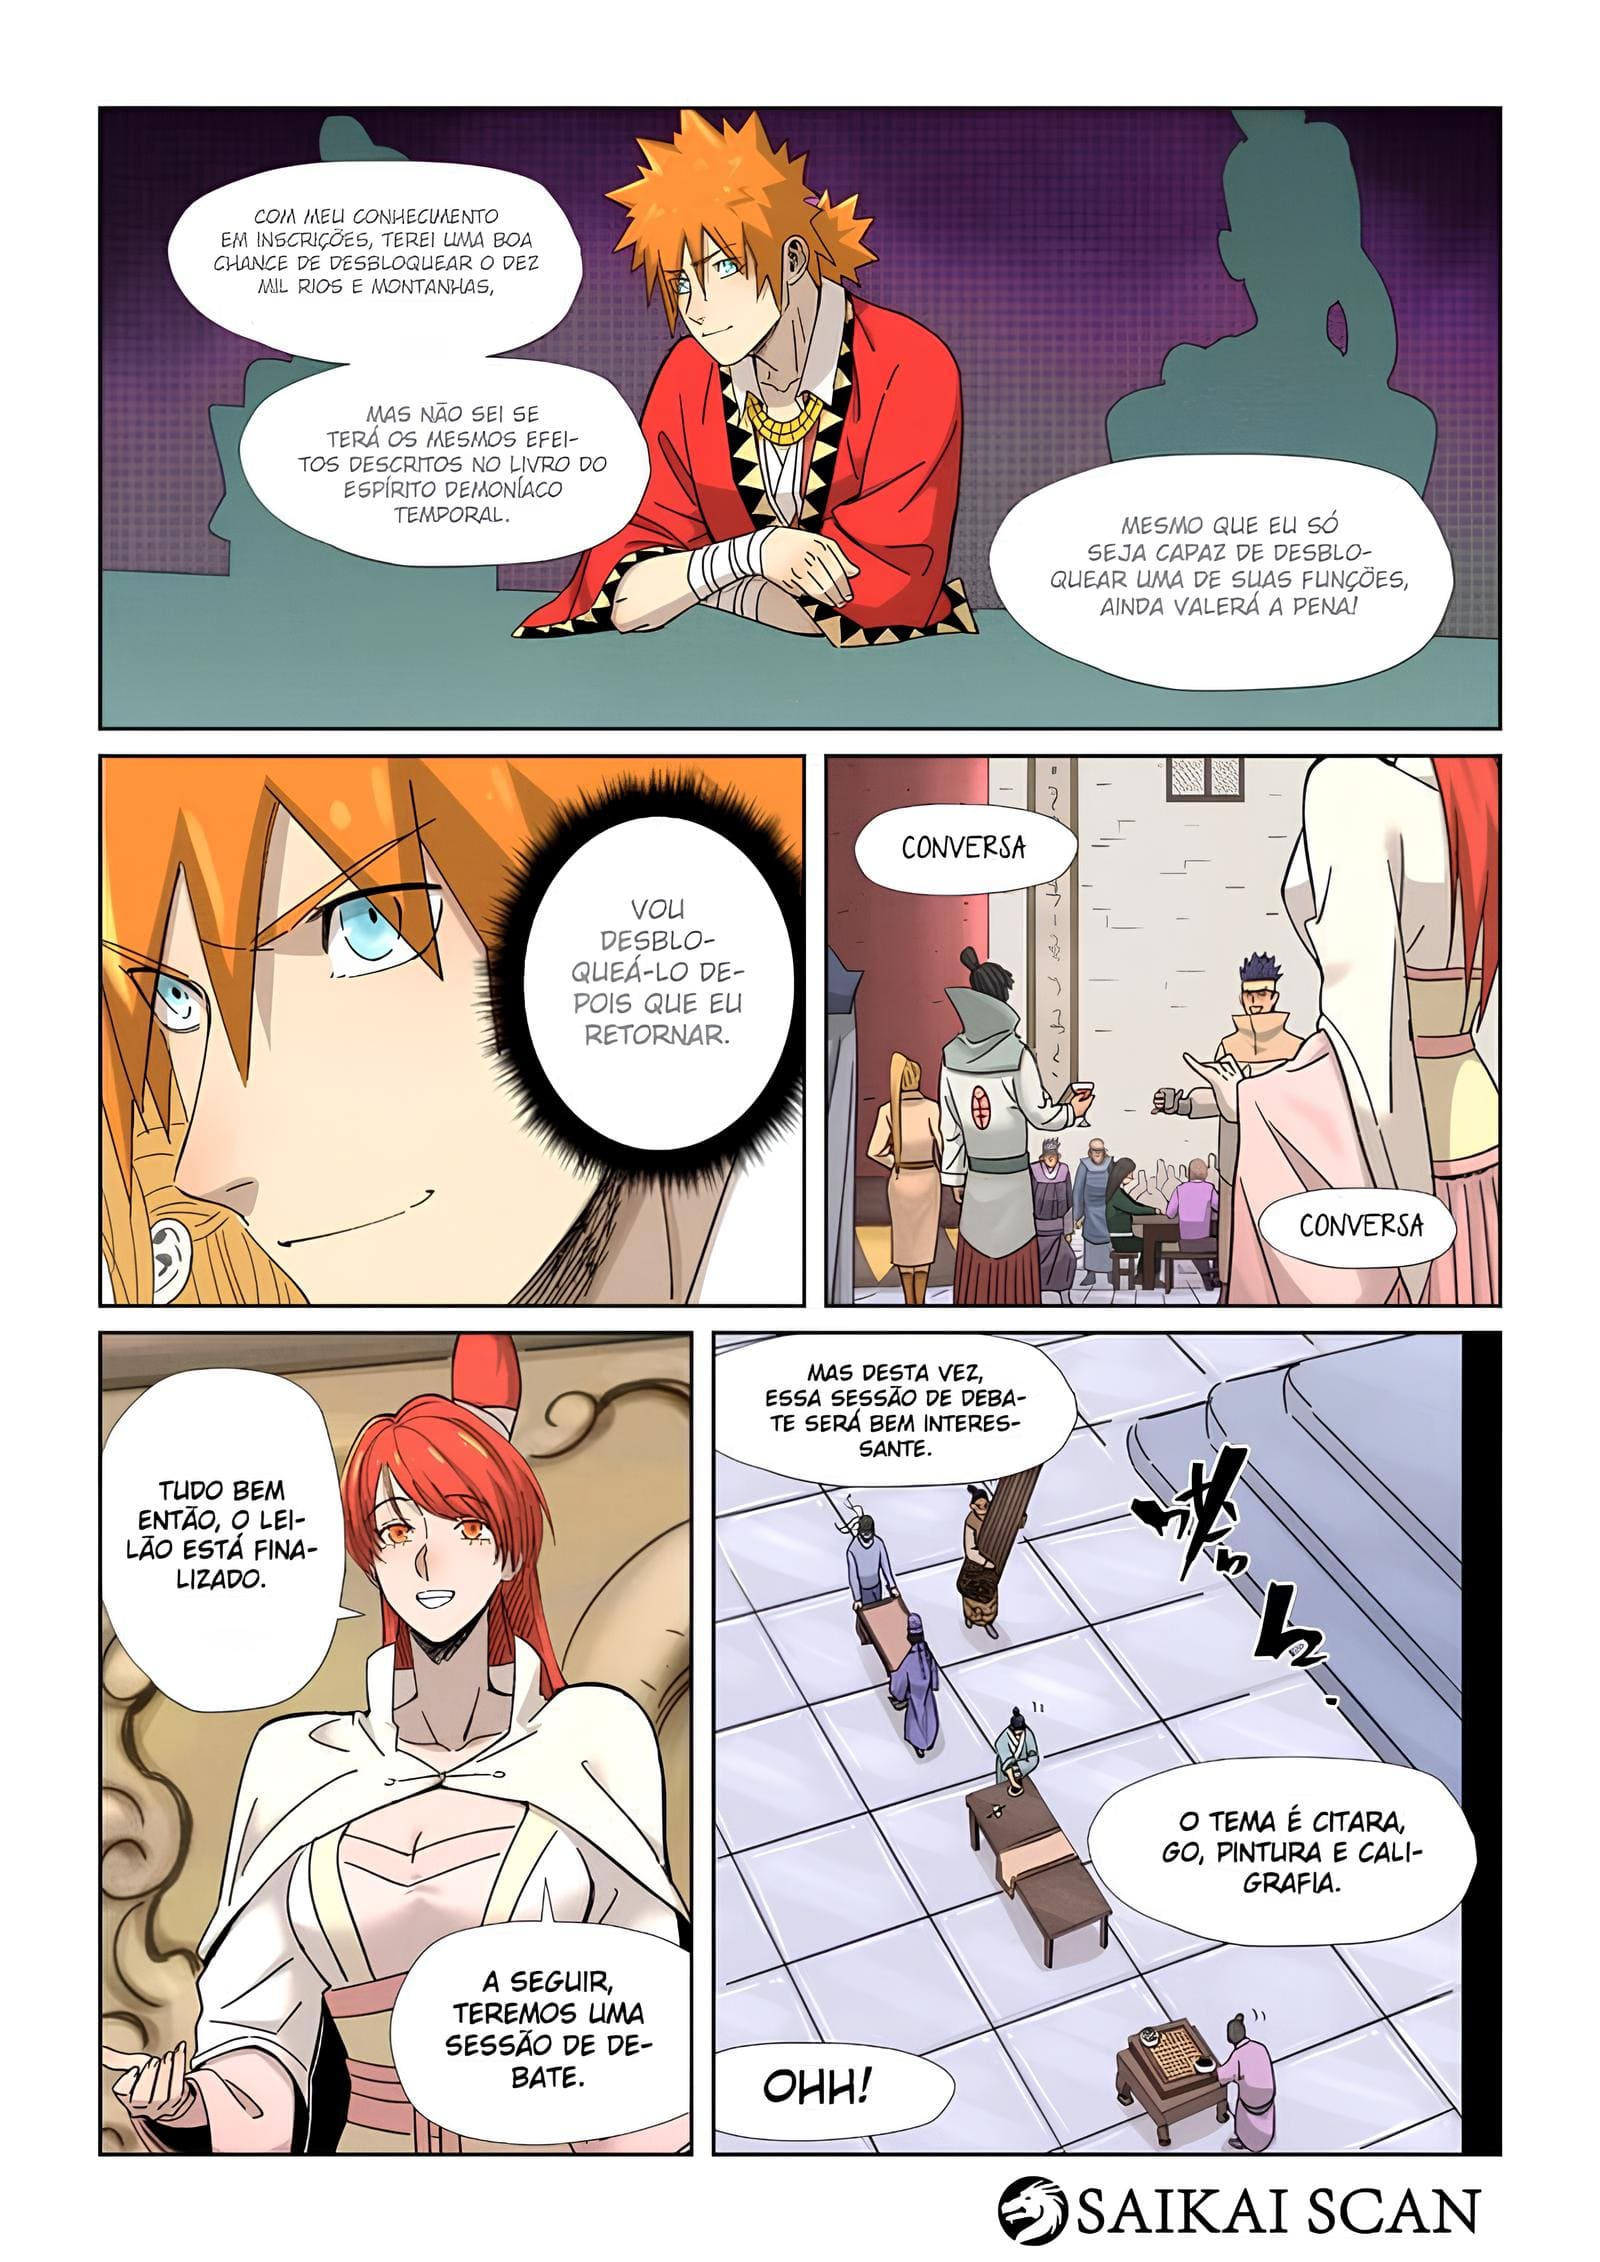 COM MEU CONHECIMENTO
EM INSCRIÇÕES, TEREI UMA BOA
CHANCE DE DESBLOQUEAR O DEZ
MIL RIOS E MONTANHAS,
MAS NÃO SEI SE
TERÁ OS MESMOS EFEI-
TOS DESCRITOS NO LIVRO DO
ESPÍRITO DEMONÍACO
TEMPORAL.
MESMO QUE EU SÓ
SEJA CAPAZ DE DESBLO-
QUEAR UMA DE SUAS FUNÇÕES,
AINDA VALERÁ A PENA!
VOU
DESBLO-
QUEÁ-LO DE-
POIS QUE EU
RETORNAR.
CONVERSA
CONVERSA
TUDO BEM
ENTÃO, O LEI-
LÃO ESTÁ FINA-
LIZADO.
A SEGUIR,
TEREMOS UMA
SESSÃO DE DE-
BATE.
MAS DESTA VEZ,
ESSA SESSÃO DE DEBA-
TE SERÁ BEM INTERES-
SANTE.
O TEMA É CITARA,
GO, PINTURA E CALI-
GRAFIA.
OHH!
SAIKAI SCAN